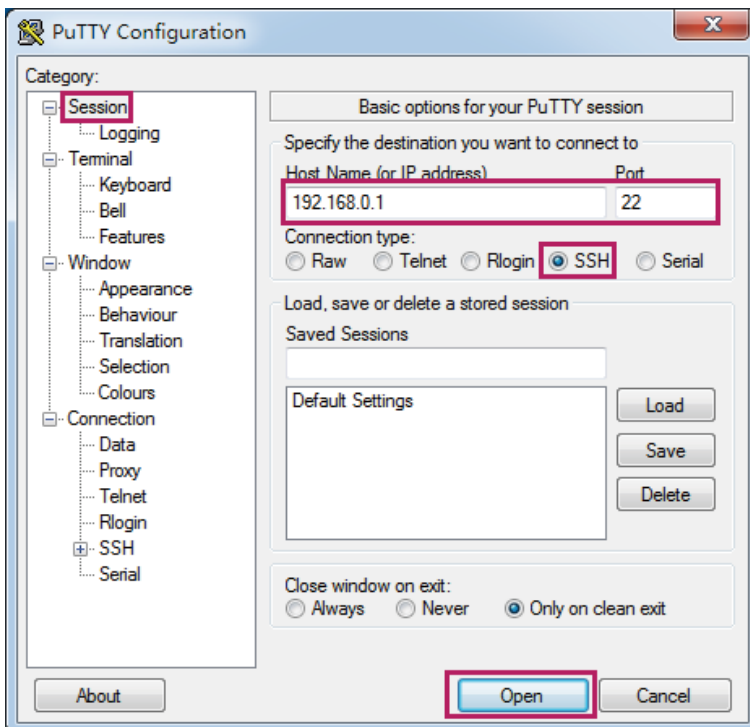 PuTTY Configuration
Category:
Session
Logging
Terminal
Keyboard
Bell
Features
Window
Appearance
Behaviour
Translation
Selection
Colours
Connection
Data
Proxy
Telnet
Rlogin
SSH
Serial
Basic options for your PuTTY session
Specify the destination you want to connect to
Host Name (or IP address) Port
192.168.0.1 22
Connection type:
Raw Telnet Rlogin SSH Serial
Load, save or delete a stored session
Saved Sessions
Default Settings
Load
Save
Delete
Close window on exit:
Always Never Only on clean exit
About Open Cancel